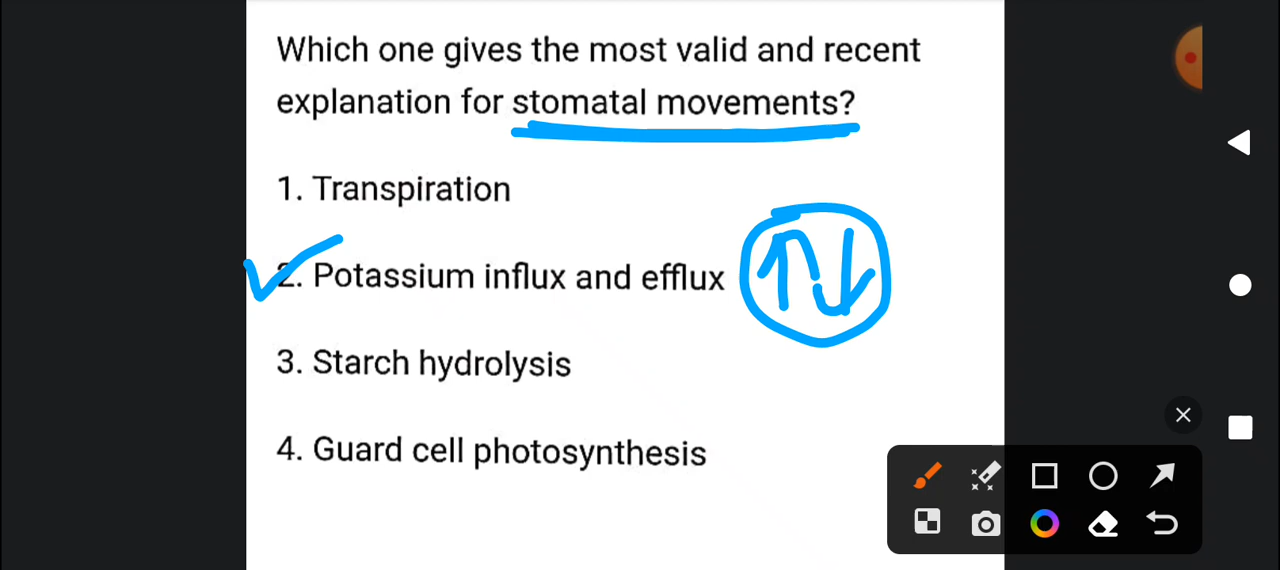 Which one gives the most valid and recent
explanation for stomatal movements?
1. Transpiration
2. Potassium influx and efflux
3. Starch hydrolysis
4. Guard cell photosynthesis